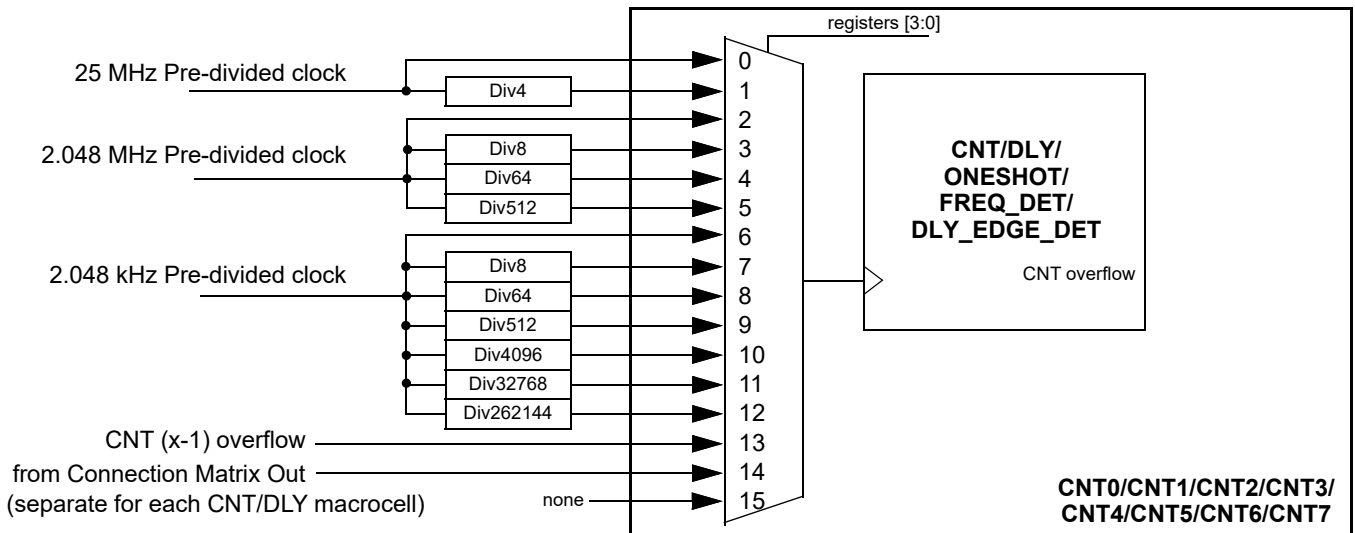 registers [3:0]
25 MHz Pre-divided clock
Div4
0
1
2
2.048 MHz Pre-divided clock
Div8
Div64
Div512
3
4
5
6
2.048 kHz Pre-divided clock
Div8
Div64
Div512
Div4096
Div32768
Div262144
7
8
9
10
11
12
CNT (x-1) overflow
13
from Connection Matrix Out
(separate for each CNT/DLY macrocell)
14
none
15
CNT/DLY/
ONESHOT/
FREQ_DET/
DLY_EDGE_DET
CNT overflow
CNT0/CNT1/CNT2/CNT3/
CNT4/CNT5/CNT6/CNT7